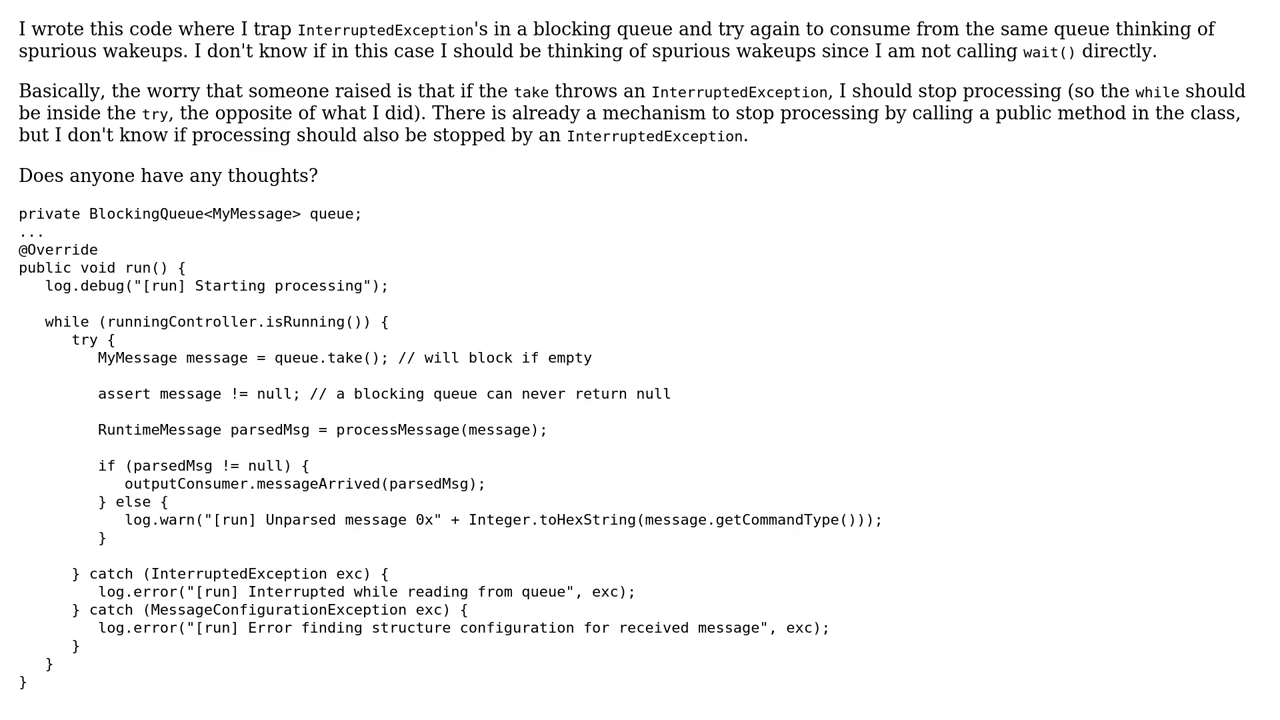 I wrote this code where I trap InterruptedException's in a blocking queue and try again to consume from the same queue thinking of
spurious wakeups. I don't know if in this case I should be thinking of spurious wakeups since I am not calling wait() directly.
Basically, the worry that someone raised is that if the take throws an InterruptedException, I should stop processing (so the while should
be inside the try, the opposite of what I did). There is already a mechanism to stop processing by calling a public method in the class,
but I don't know if processing should also be stopped by an InterruptedException.
Does anyone have any thoughts?
private BlockingQueue<MyMessage> queue;
...
@Override
public void run() {
   log.debug("[run] Starting processing");
   while (runningController.isRunning()) {
      try {
         MyMessage message = queue.take(); // will block if empty
         assert message != null; // a blocking queue can never return null
         RuntimeMessage parsedMsg = processMessage(message);
         if (parsedMsg != null) {
            outputConsumer.messageArrived(parsedMsg);
         } else {
            log.warn("[run] Unparsed message 0x" + Integer.toHexString(message.getCommandType()));
         }
      } catch (InterruptedException exc) {
         log.error("[run] Interrupted while reading from queue", exc);
      } catch (MessageConfigurationException exc) {
         log.error("[run] Error finding structure configuration for received message", exc);
      }
   }
}